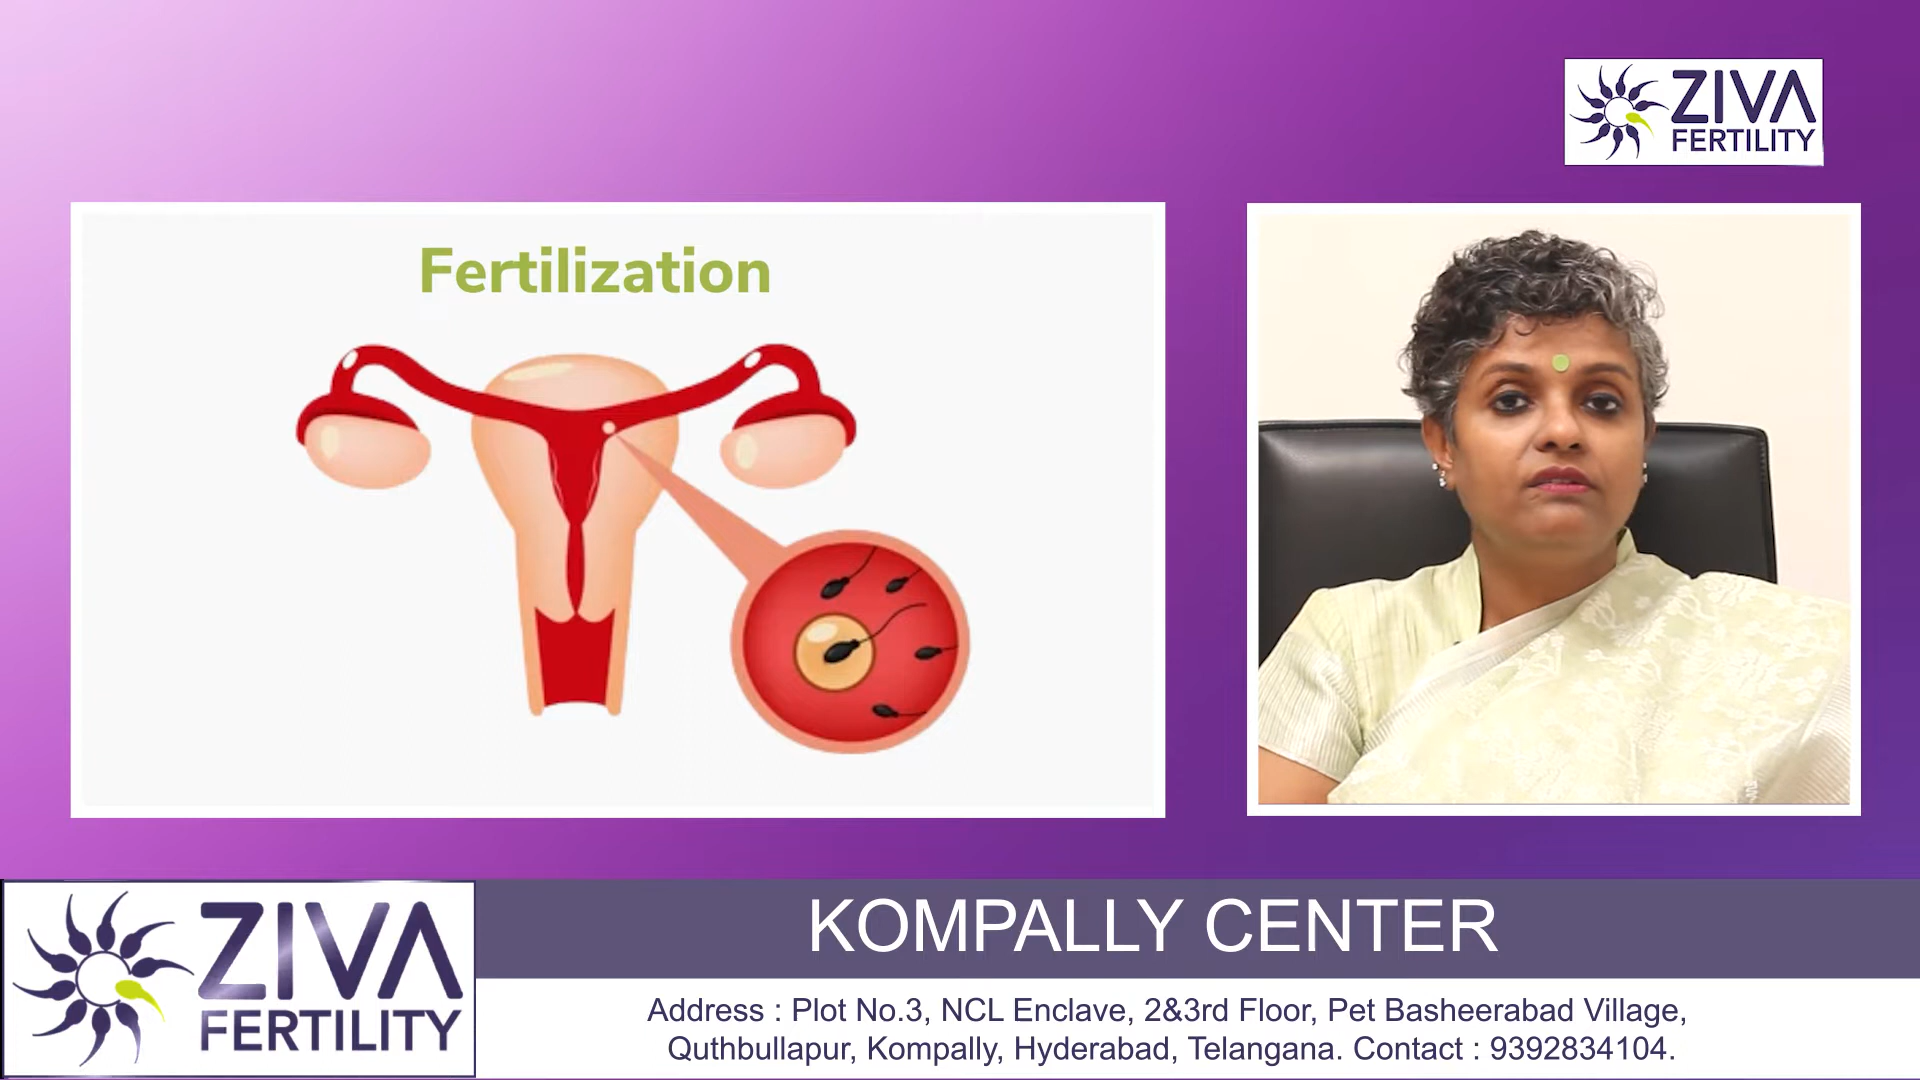 ZIVA
FERTILITY
Fertilization
ZIVA
FERTILITY
KOMPALLY CENTER
Address : Plot No.3, NCL Enclave, 2&3rd Floor, Pet Basheerabad Village,
Quthbullapur, Kompally, Hyderabad, Telangana. Contact : 9392834104.